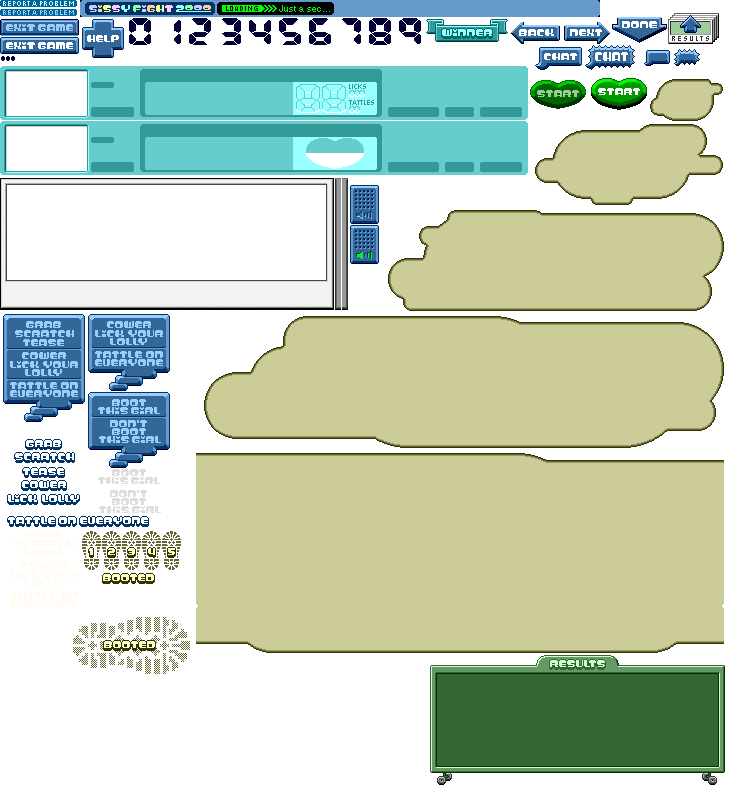 REPORT A PROBLEM
REPORT A PROBLEM
SiSSY FiGHT 2000
LOADING >>>> Just a sec...
EXiT GAME
EXiT GAME
HELP
0 1 2 3 4 5 6 7 8 9
WiNNER
BACK
NEXT
DONE
RESULTS
CHAT
CHAT
LICKS
TATTLES
START
START
GRAB
SCRATCH
TEASE
COWER
LiCK YOUR
LOLLY
TATTLE ON
EVERYONE
COWER
LiCK YOUR
LOLLY
TATTLE ON
EVERYONE
BOOT
THiS GiRL
DON'T
BOOT
THiS GiRL
GRAB
SCRATCH
TEASE
COWER
LiCK LOLLY
TATTLE ON EVERYONE
BOOT
THiS GiRL
DON'T
BOOT
THiS GiRL
1 2 3 4 5
BOOTED
BOOTED
RESULTS